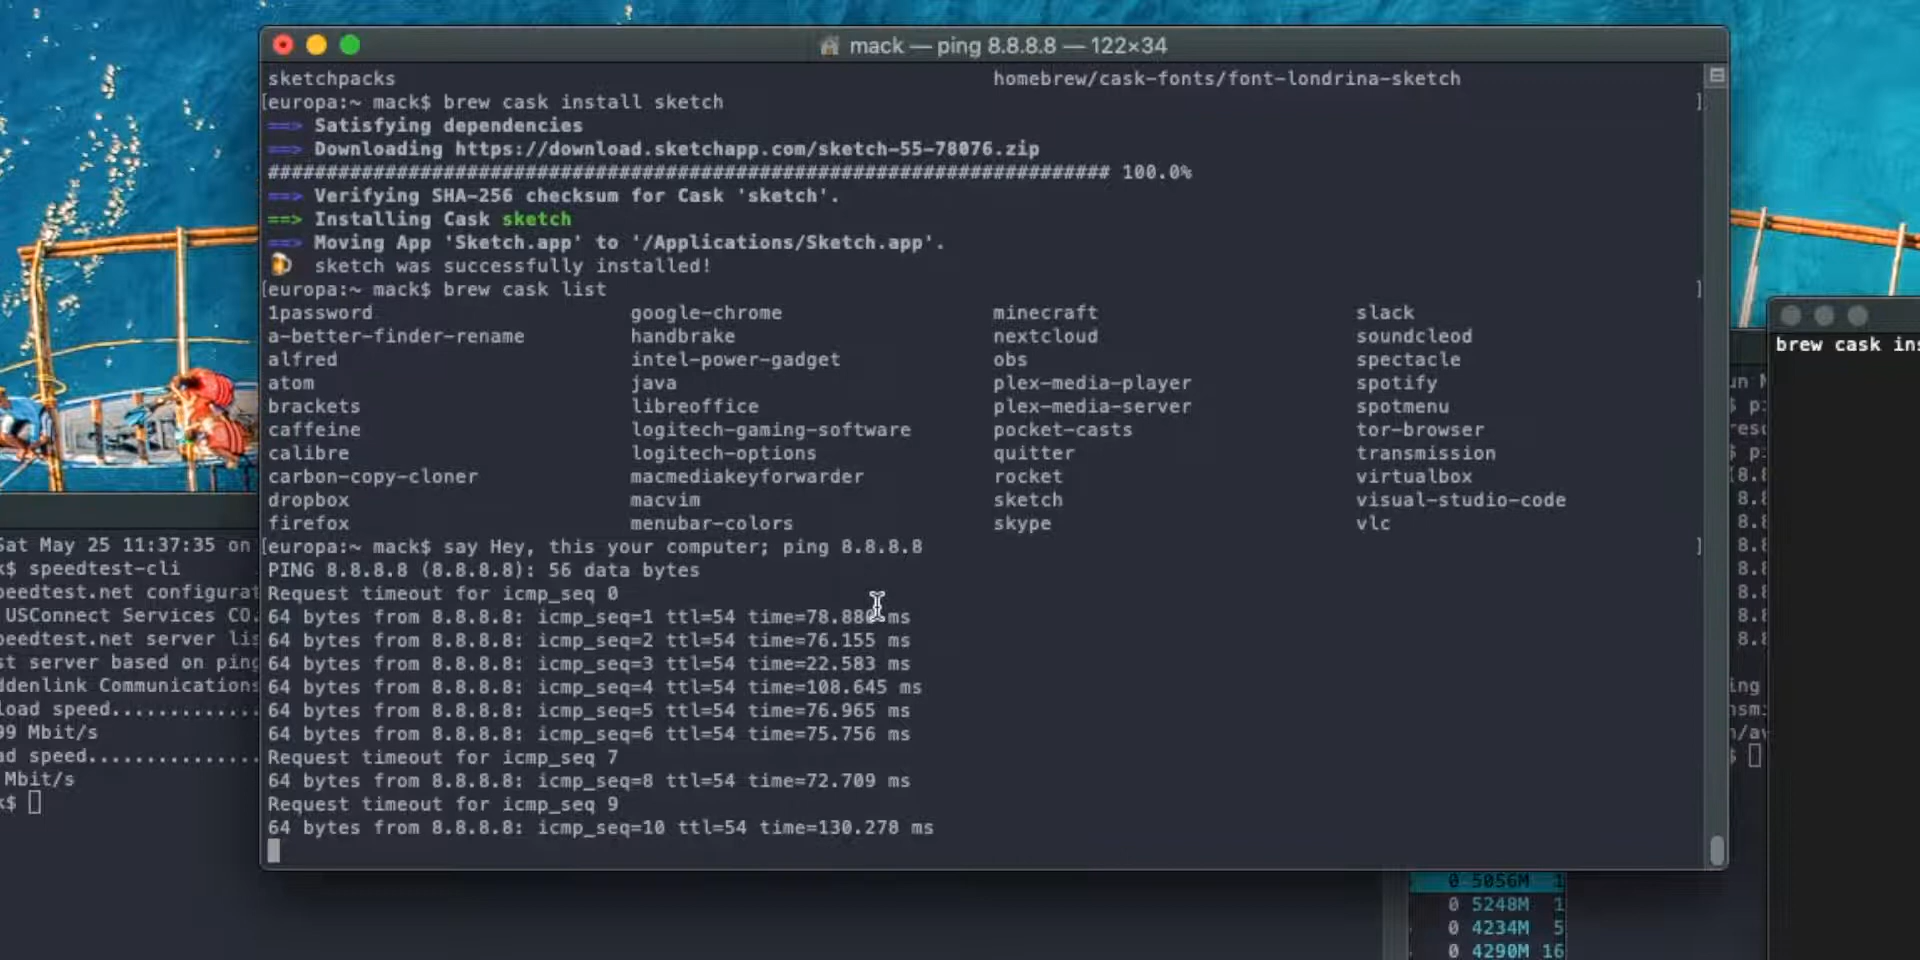 mack — ping 8.8.8.8 — 122×34
sketchpacks homebrew/cask-fonts/font-londrina-sketch
[europa:~ mack$ brew cask install sketch ]
==> Satisfying dependencies
==> Downloading https://download.sketchapp.com/sketch-55-78076.zip
######################################################################## 100.0%
==> Verifying SHA-256 checksum for Cask 'sketch'.
==> Installing Cask sketch
==> Moving App 'Sketch.app' to '/Applications/Sketch.app'.
🍺 sketch was successfully installed!
[europa:~ mack$ brew cask list ]
1password google-chrome minecraft slack
a-better-finder-rename handbrake nextcloud soundcleod
alfred intel-power-gadget obs spectacle
atom java plex-media-player spotify
brackets libreoffice plex-media-server spotmenu
caffeine logitech-gaming-software pocket-casts tor-browser
calibre logitech-options quitter transmission
carbon-copy-cloner macmediakeyforwarder rocket virtualbox
dropbox macvim sketch visual-studio-code
firefox menubar-colors skype vlc
[europa:~ mack$ say Hey, this your computer; ping 8.8.8.8 ]
PING 8.8.8.8 (8.8.8.8): 56 data bytes
Request timeout for icmp_seq 0
64 bytes from 8.8.8.8: icmp_seq=1 ttl=54 ms
64 bytes from 8.8.8.8: icmp_seq=2 ttl=54 time=76.155 ms
64 bytes from 8.8.8.8: icmp_seq=3 ttl=54 time=22.583 ms
64 bytes from 8.8.8.8: icmp_seq=4 ttl=54 time=108.645 ms
64 bytes from 8.8.8.8: icmp_seq=5 ttl=54 time=76.965 ms
64 bytes from 8.8.8.8: icmp_seq=6 ttl=54 time=75.756 ms
Request timeout for icmp_seq 7
64 bytes from 8.8.8.8: icmp_seq=8 ttl=54 time=72.709 ms
Request timeout for icmp_seq 9
64 bytes from 8.8.8.8: icmp_seq=10 ttl=54 time=130.278 ms
Sat May 25 11:37:35 on
k$ speedtest-cli
peedtest.net configurat
USConnect Services CO.
peedtest.net server lis
st server based on ping
ddenlink Communications
load speed..............
99 Mbit/s
ad speed...............
Mbit/s
k$
brew cask ins
0 5056M 1
0 5248M 1
0 4234M 5
0 4290M 16